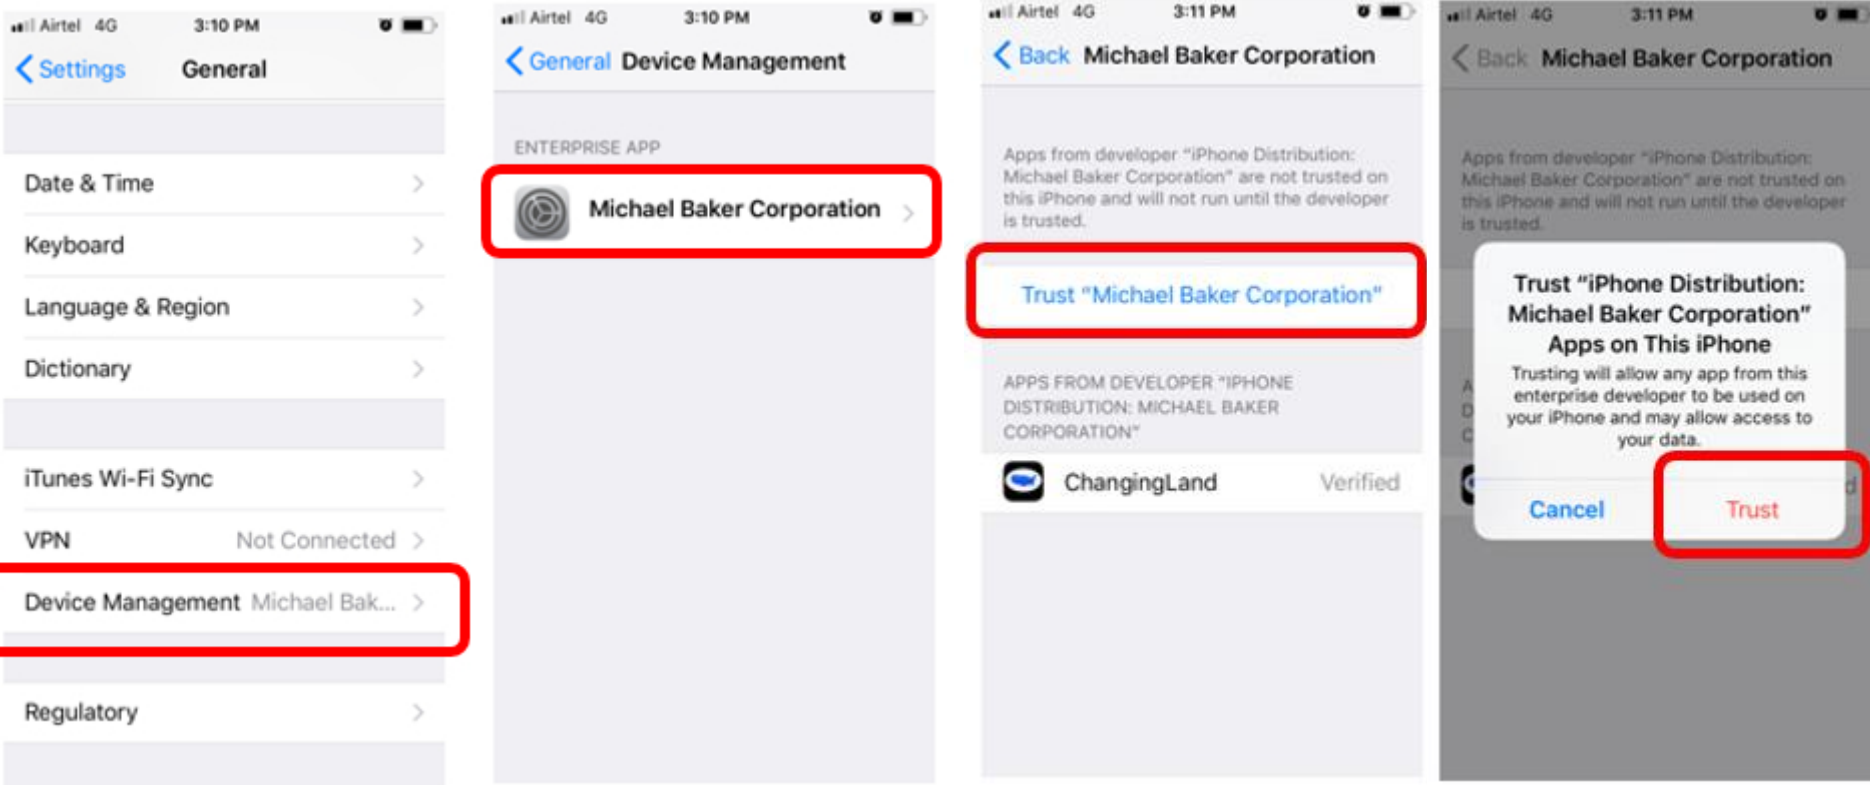 Airtel 4G 3:10 PM
Settings General
Date & Time
Keyboard
Language & Region
Dictionary
iTunes Wi-Fi Sync
VPN Not Connected
Device Management Michael Bak...
Regulatory
Airtel 4G 3:10 PM
General Device Management
ENTERPRISE APP
Michael Baker Corporation
Airtel 4G 3:11 PM
Back Michael Baker Corporation
Apps from developer "iPhone Distribution:
Michael Baker Corporation" are not trusted on
this iPhone and will not run until the developer
is trusted.
Trust "Michael Baker Corporation"
APPS FROM DEVELOPER "IPHONE
DISTRIBUTION: MICHAEL BAKER
CORPORATION"
ChangingLand Verified
Airtel 4G 3:11 PM
Back Michael Baker Corporation
Apps from developer "iPhone Distribution:
Michael Baker Corporation" are not trusted on
this iPhone and will not run until the developer
is trusted.
Trust "iPhone Distribution:
Michael Baker Corporation"
Apps on This iPhone
Trusting will allow any app from this
enterprise developer to be used on
your iPhone and may allow access to
your data.
Cancel Trust